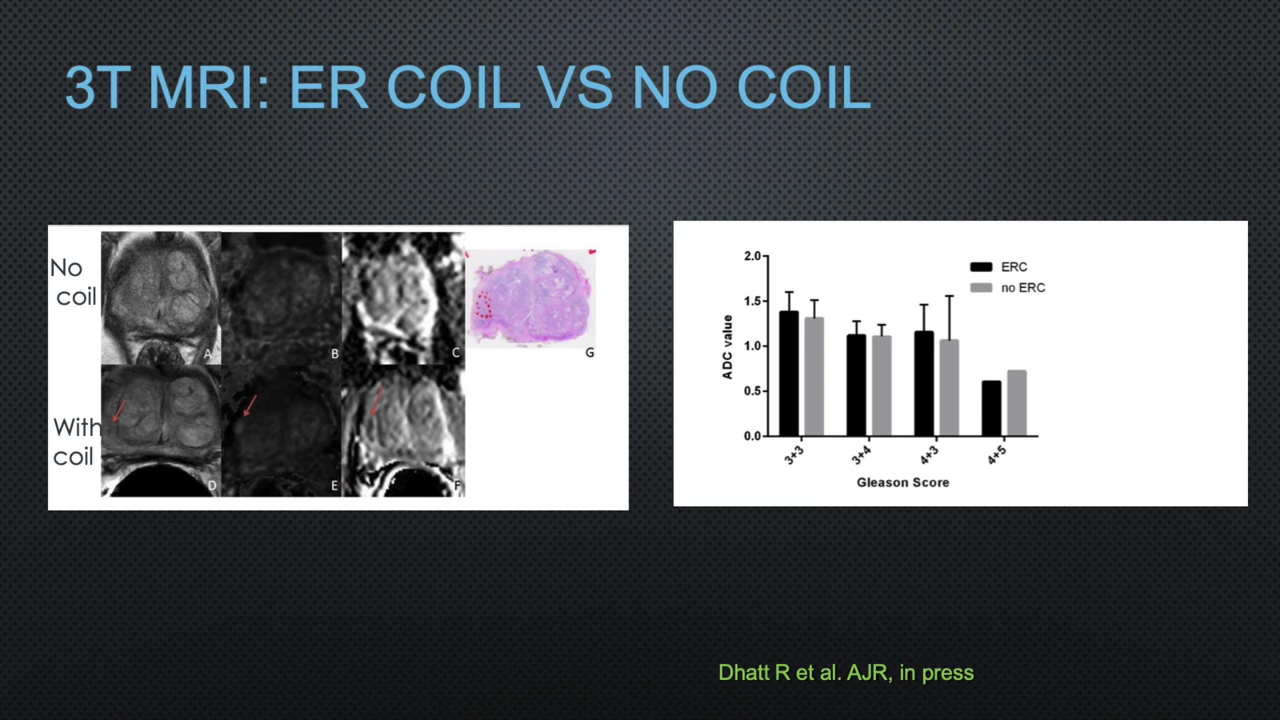 3T MRI: ER COIL VS NO COIL
No
coil
A
B
C
G
With
coil
D
E
F
2.0
1.5
1.0
0.5
0.0
ADC value
ERC
no ERC
3+3
3+4
4+3
4+5
Gleason Score
Dhatt R et al. AJR, in press